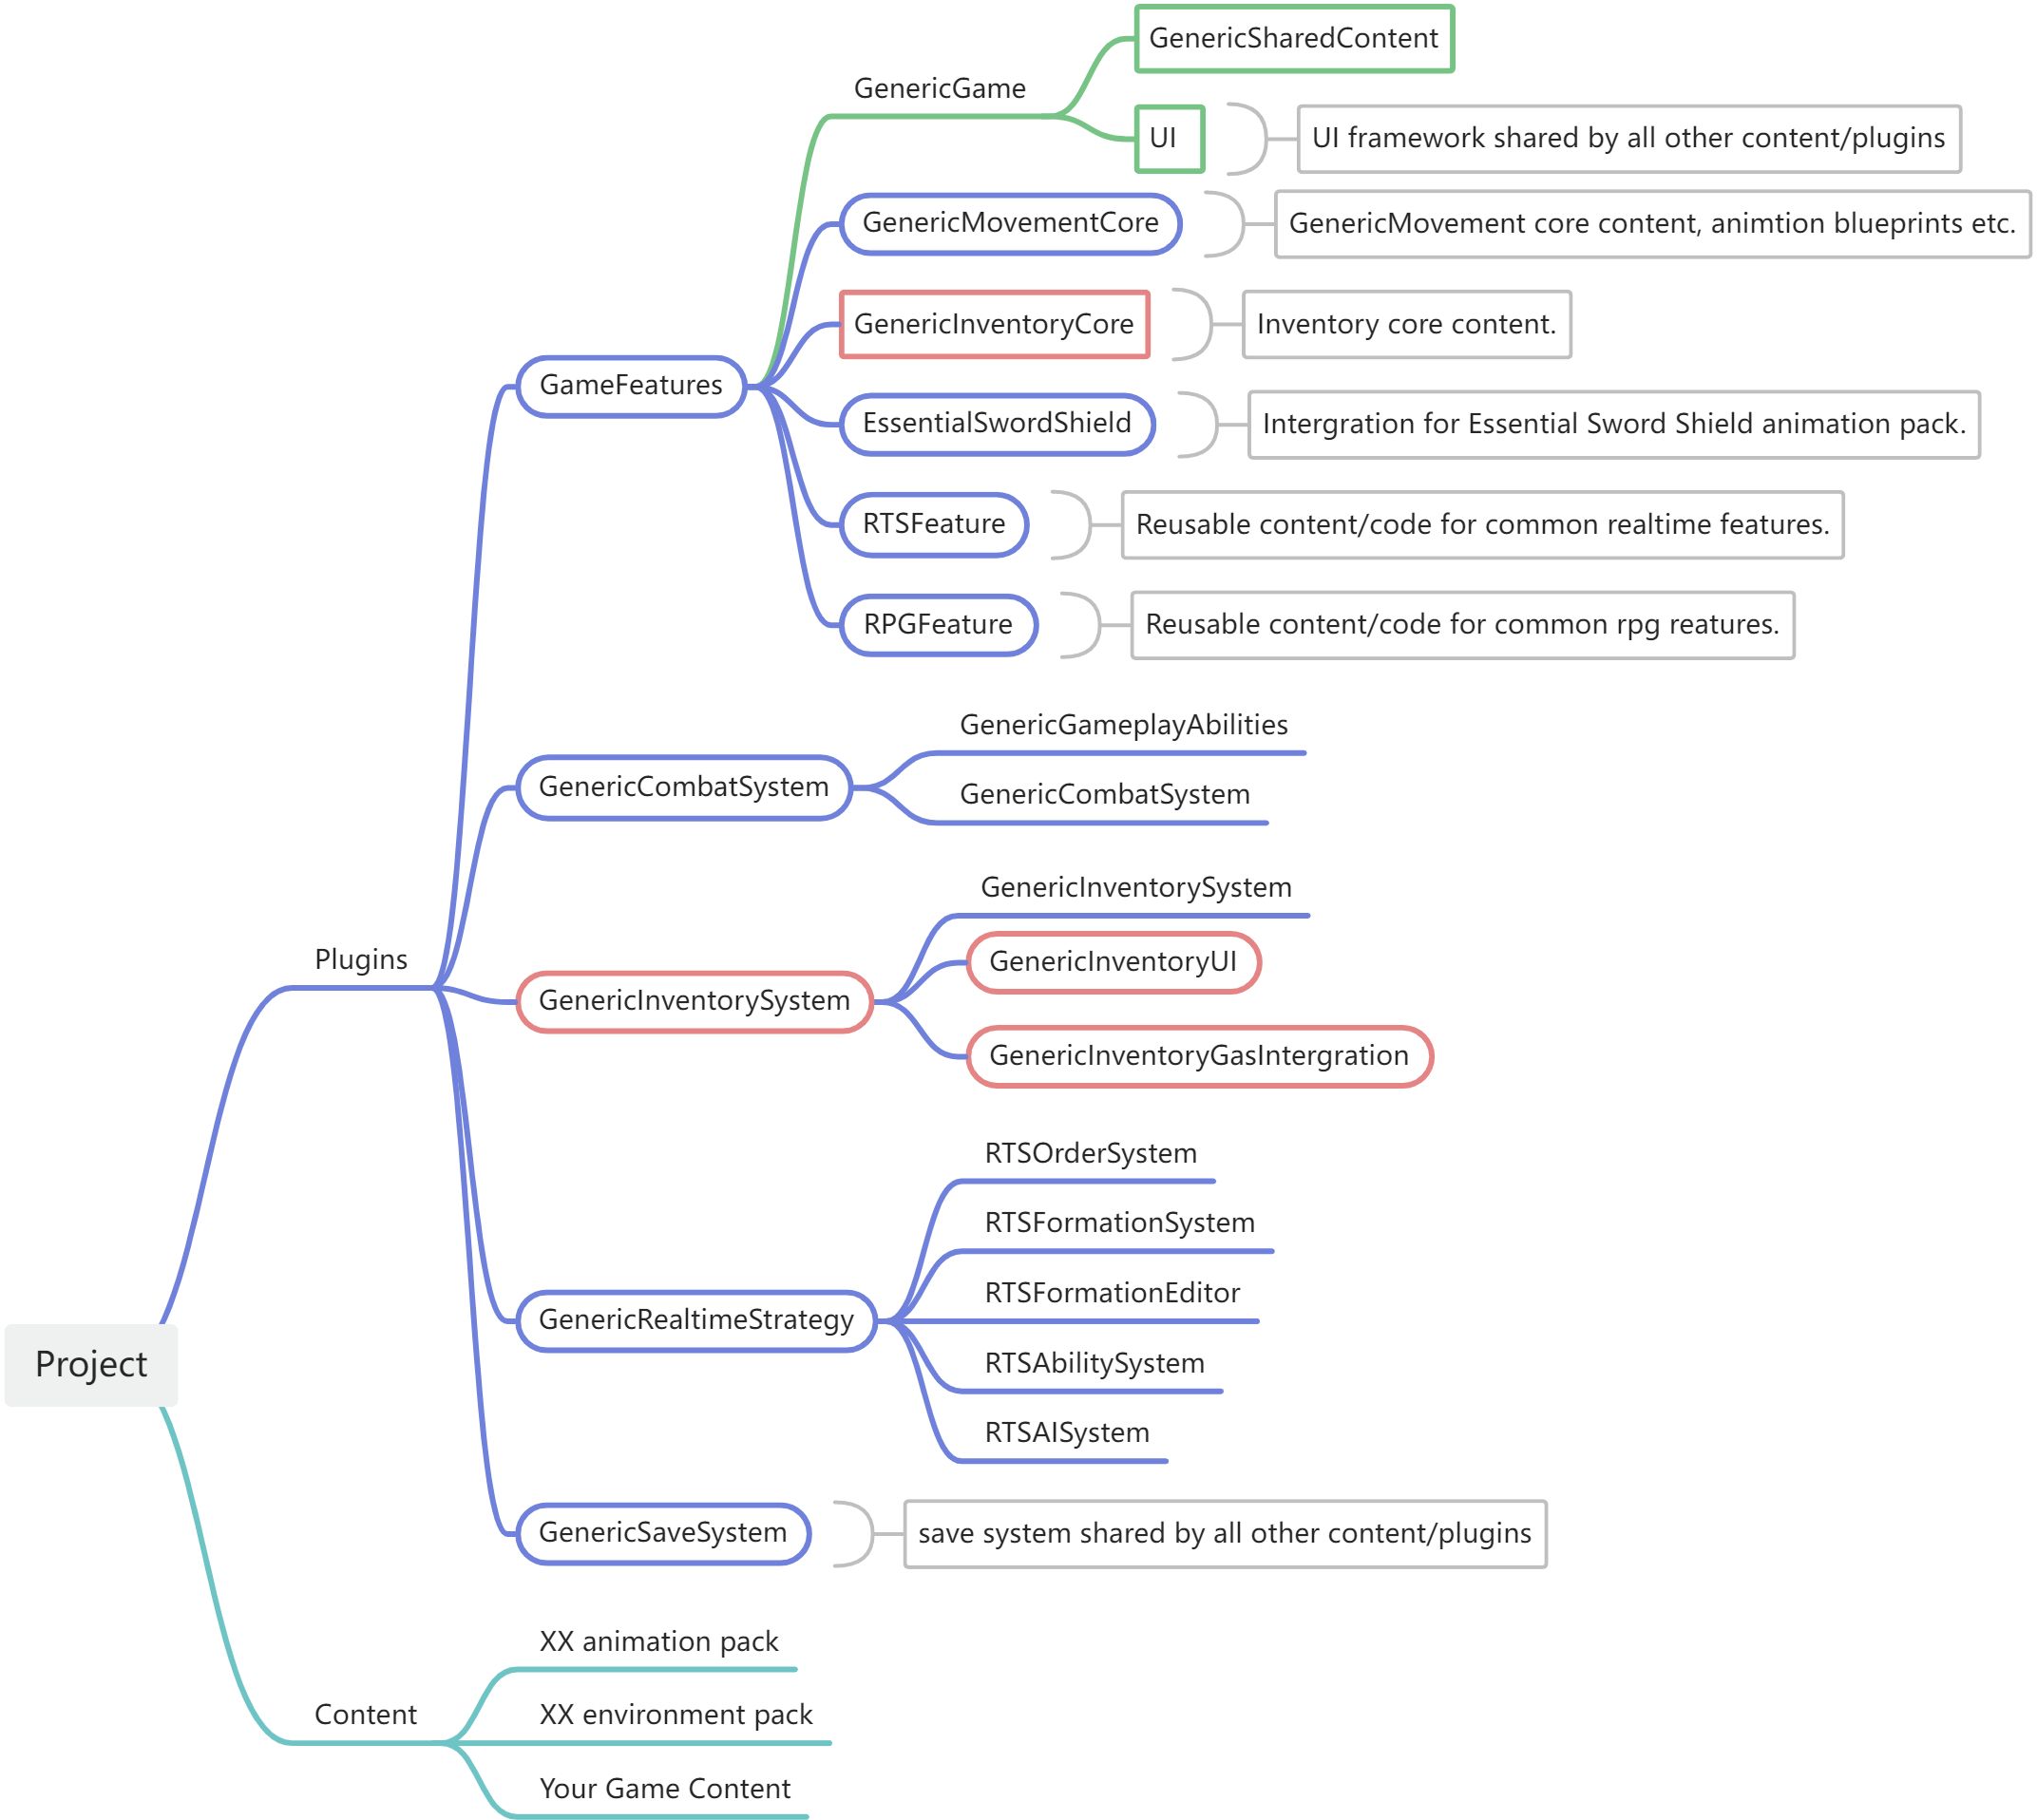 GenericSharedContent
GenericGame
UI
UI framework shared by all other content/plugins
GenericMovementCore
GenericMovement core content, animtion blueprints etc.
GenericInventoryCore
Inventory core content.
GameFeatures
EssentialSwordShield
Intergration for Essential Sword Shield animation pack.
RTSFeature
Reusable content/code for common realtime features.
RPGFeature
Reusable content/code for common rpg reatures.
GenericGameplayAbilities
GenericCombatSystem
GenericCombatSystem
GenericInventorySystem
Plugins
GenericInventoryUI
GenericInventorySystem
GenericInventoryGasIntergration
RTSOrderSystem
RTSFormationSystem
RTSFormationEditor
GenericRealtimeStrategy
RTSAbilitySystem
Project
RTSAISystem
GenericSaveSystem
save system shared by all other content/plugins
XX animation pack
Content
XX environment pack
Your Game Content